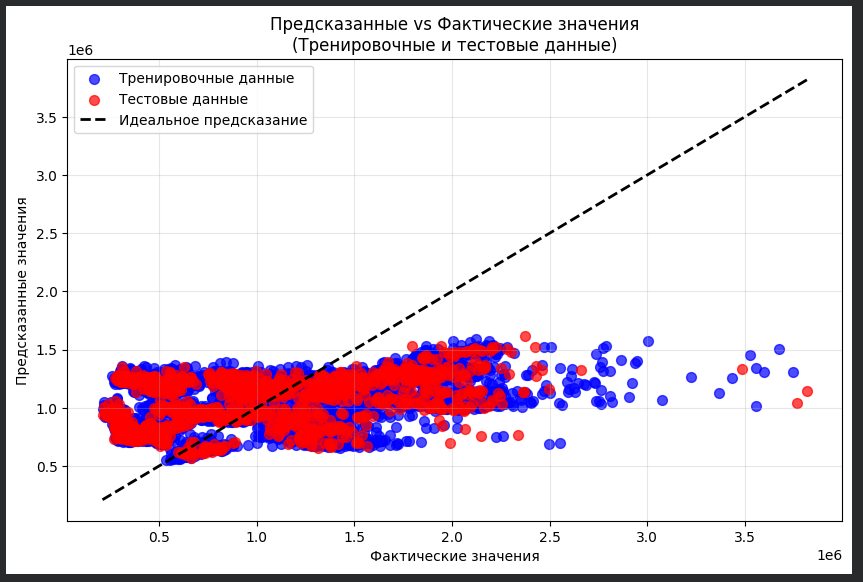 Предсказанные vs Фактические значения
(Тренировочные и тестовые данные)
1e6
Тренировочные данные
Тестовые данные
Идеальное предсказание
3.5
3.0
2.5
2.0
1.5
1.0
0.5
Предсказанные значения
0.5 1.0 1.5 2.0 2.5 3.0 3.5
1e6
Фактические значения